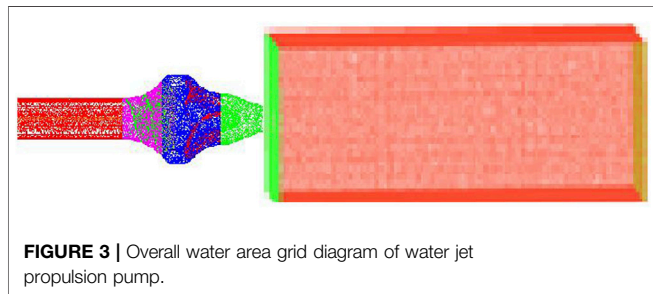 FIGURE 3 | Overall water area grid diagram of water jet
propulsion pump.